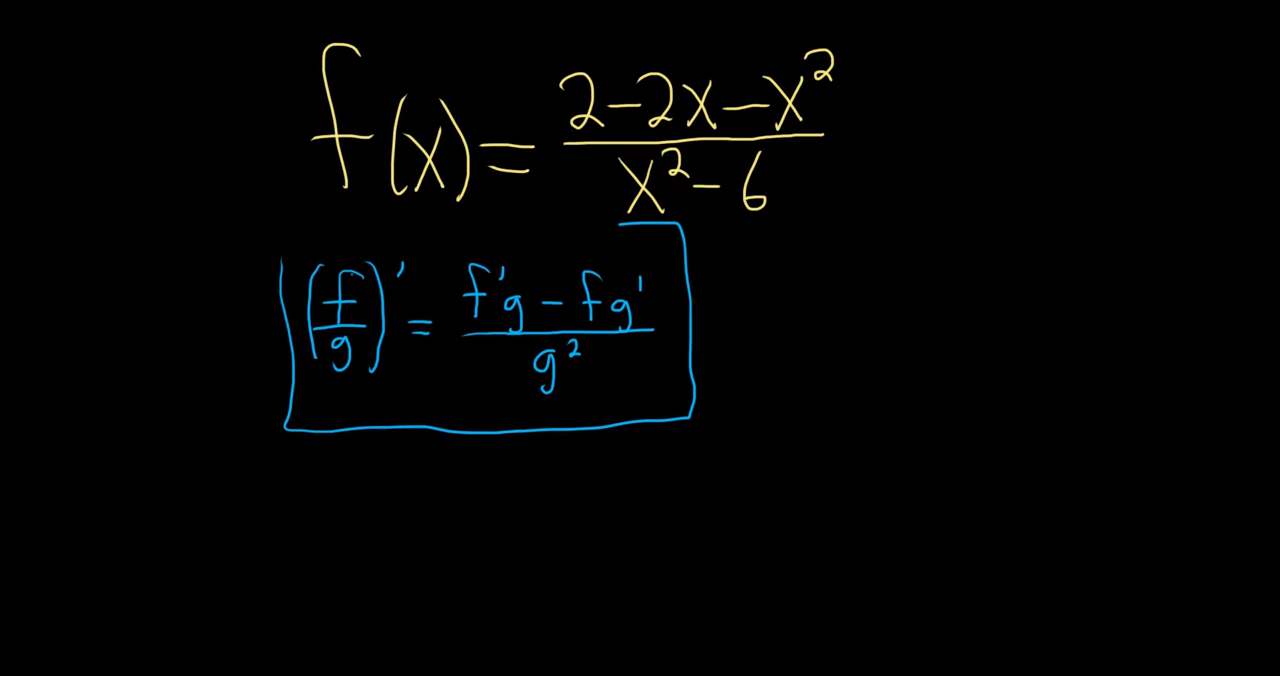 f(x) = (2 - 2x - x²)/(x² - 6)
(f/g)' = (f'g - fg')/g²